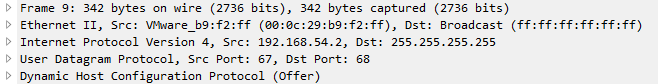 Frame 9: 342 bytes on wire (2736 bits), 342 bytes captured (2736 bits)
Ethernet II, Src: VMware_b9:f2:ff (00:0c:29:b9:f2:ff), Dst: Broadcast (ff:ff:ff:ff:ff:ff)
Internet Protocol Version 4, Src: 192.168.54.2, Dst: 255.255.255.255
User Datagram Protocol, Src Port: 67, Dst Port: 68
Dynamic Host Configuration Protocol (Offer)